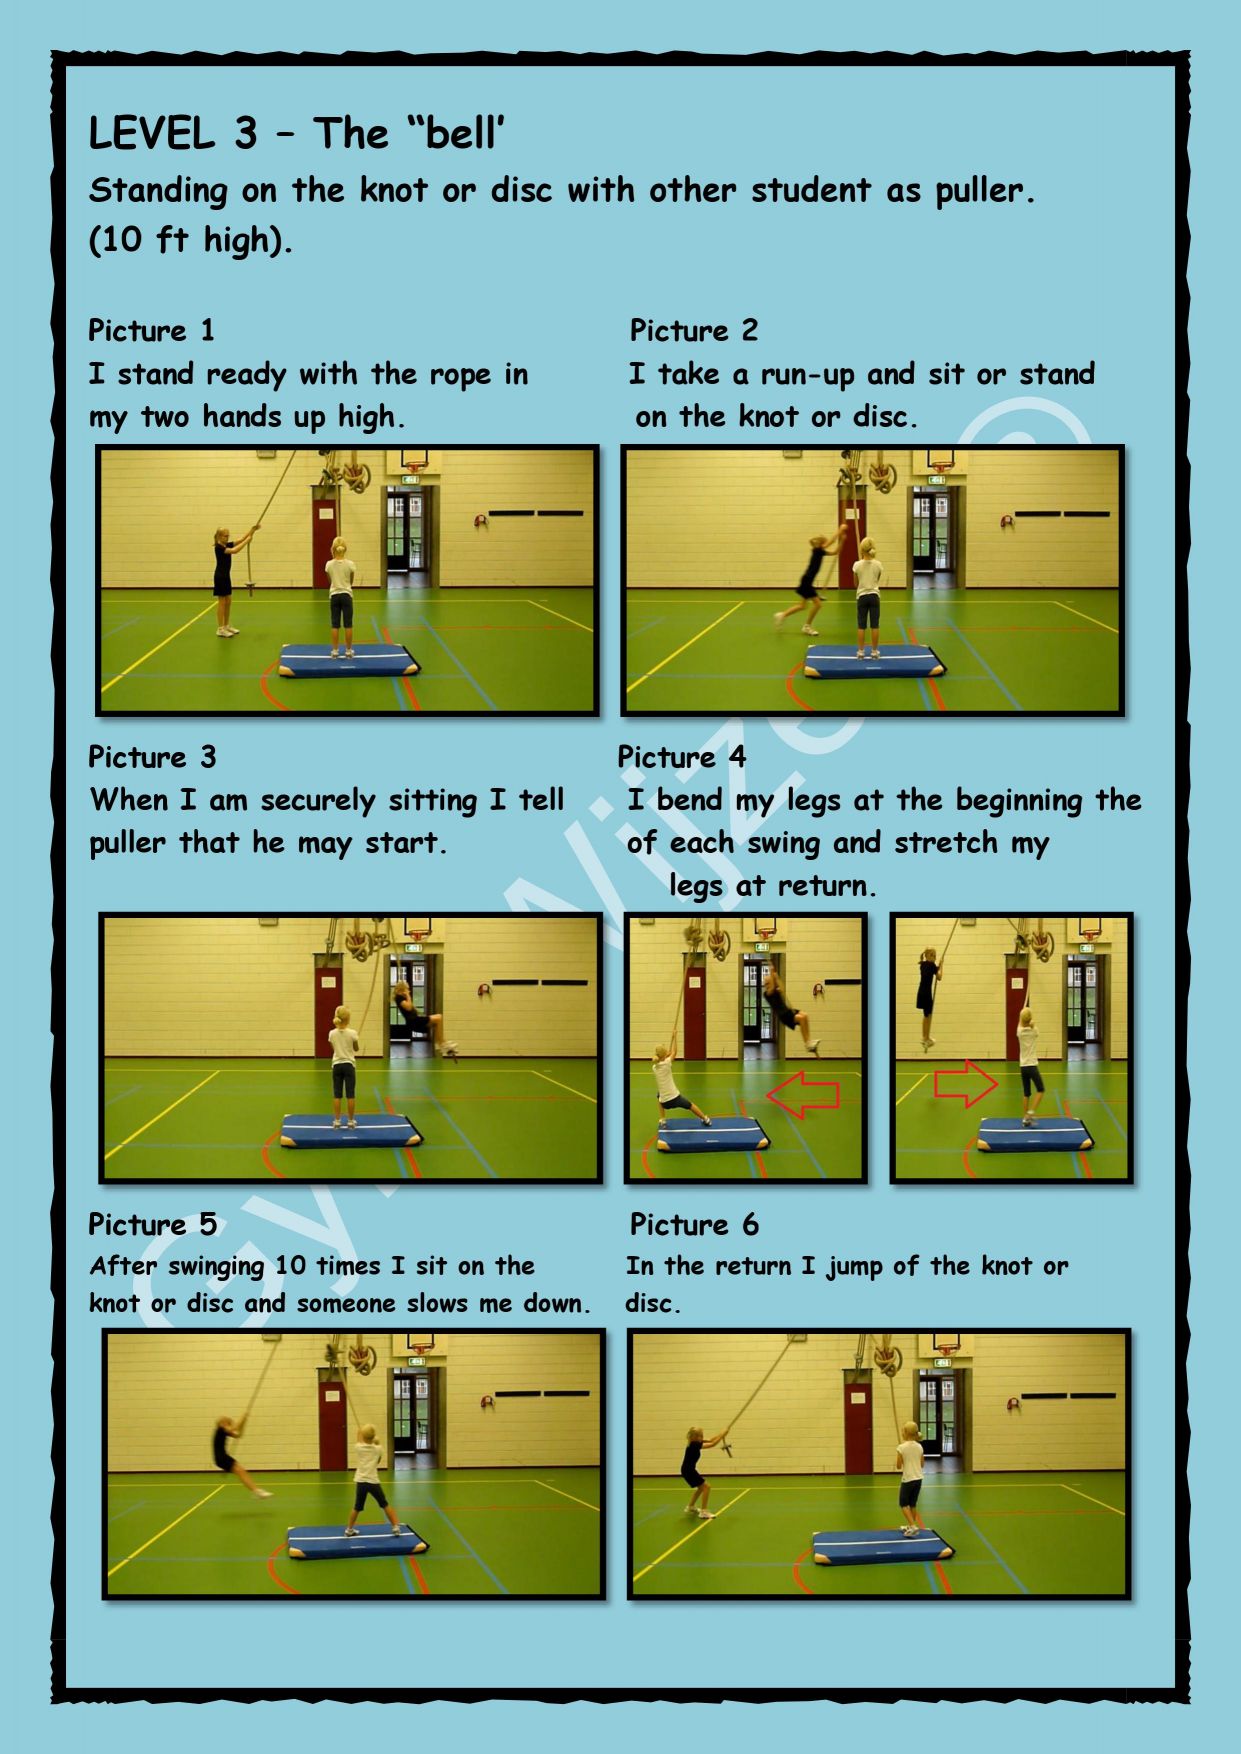 LEVEL 3 – The “bell’
Standing on the knot or disc with other student as puller.
(10 ft high).
Picture 1
I stand ready with the rope in
my two hands up high.
Picture 2
I take a run-up and sit or stand
on the knot or disc.
Picture 3
When I am securely sitting I tell
puller that he may start.
Picture 4
I bend my legs at the beginning the
of each swing and stretch my
legs at return.
Picture 5
After swinging 10 times I sit on the
knot or disc and someone slows me down.
Picture 6
In the return I jump of the knot or
disc.